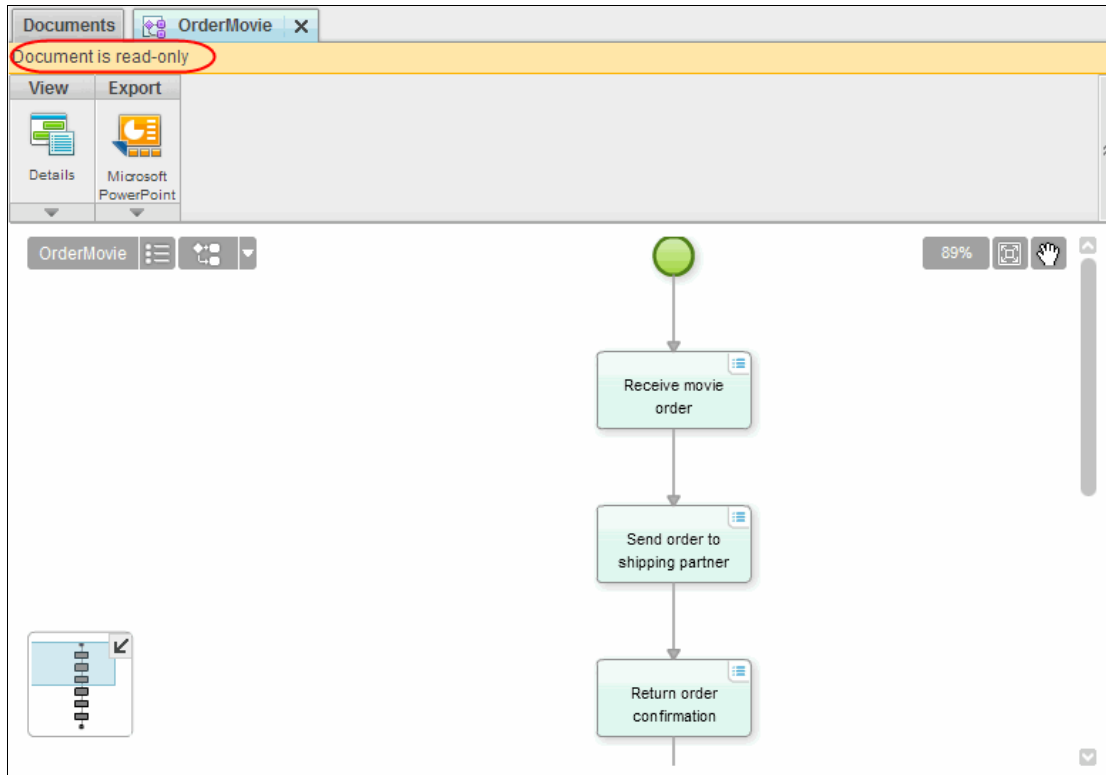 Documents OrderMovie X
Document is read-only
View Export
Details
Microsoft
PowerPoint
OrderMovie
89%
Receive movie
order
Send order to
shipping partner
Return order
confirmation